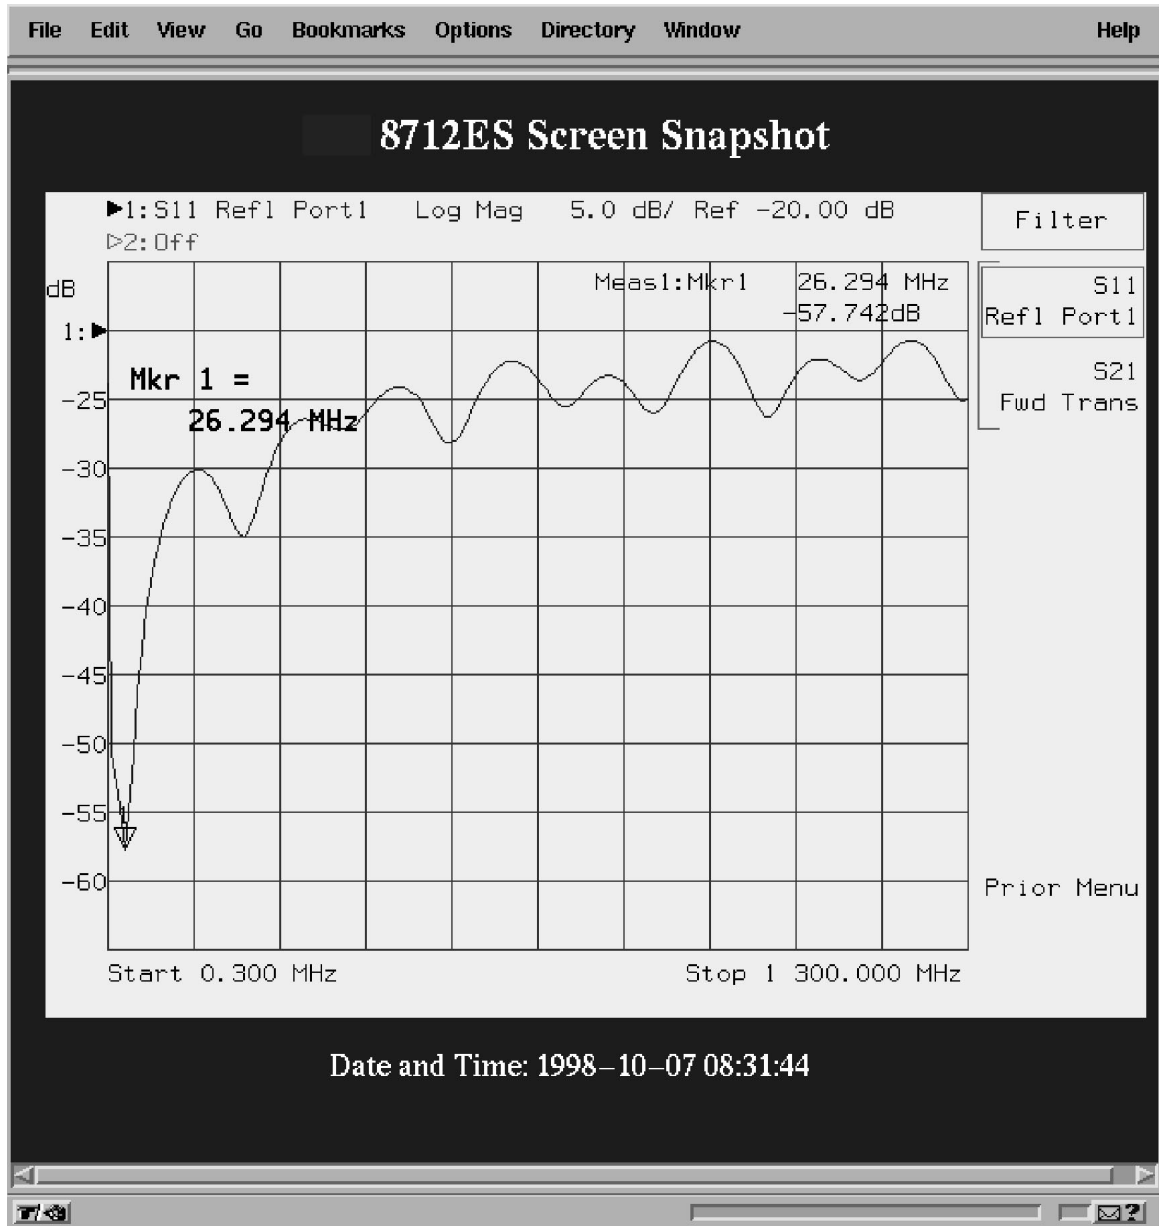 File Edit View Go Bookmarks Options Directory Window Help
8712ES Screen Snapshot
▶1:S11 Refl Port1 Log Mag 5.0 dB/ Ref -20.00 dB
▷2:Off
Filter
dB
Meas1:Mkr1 26.294 MHz
-57.742dB
S11
Refl Port1
1:▶
Mkr 1 =
26.294 MHz
S21
Fwd Trans
-25
-30
-35
-40
-45
-50
-55
-60
Prior Menu
Start 0.300 MHz Stop 1 300.000 MHz
Date and Time: 1998–10–07 08:31:44
?